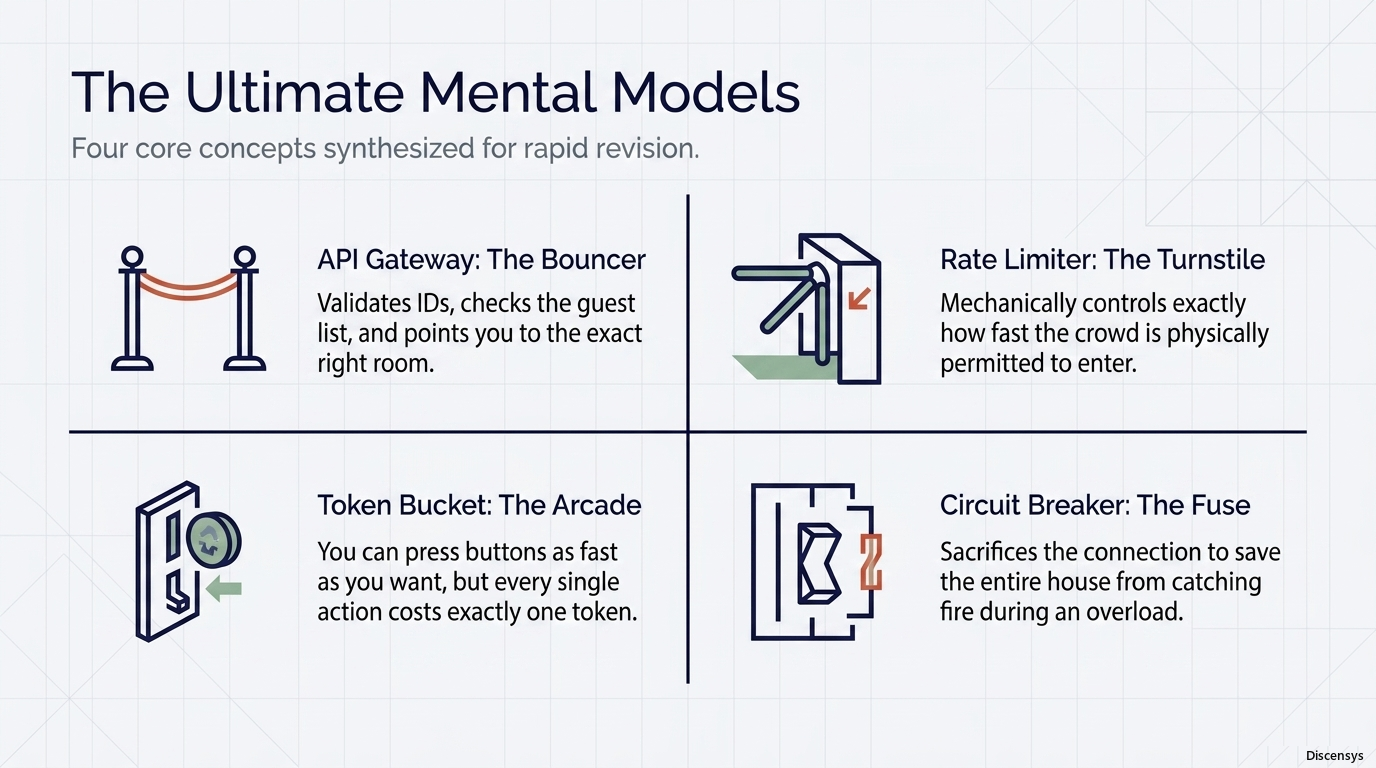 The Ultimate Mental Models
Four core concepts synthesized for rapid revision.
API Gateway: The Bouncer
Validates IDs, checks the guest
list, and points you to the exact
right room.
Rate Limiter: The Turnstile
Mechanically controls exactly
how fast the crowd is physically
permitted to enter.
Token Bucket: The Arcade
You can press buttons as fast
as you want, but every single
action costs exactly one token.
Circuit Breaker: The Fuse
Sacrifices the connection to save
the entire house from catching
fire during an overload.
Discensys